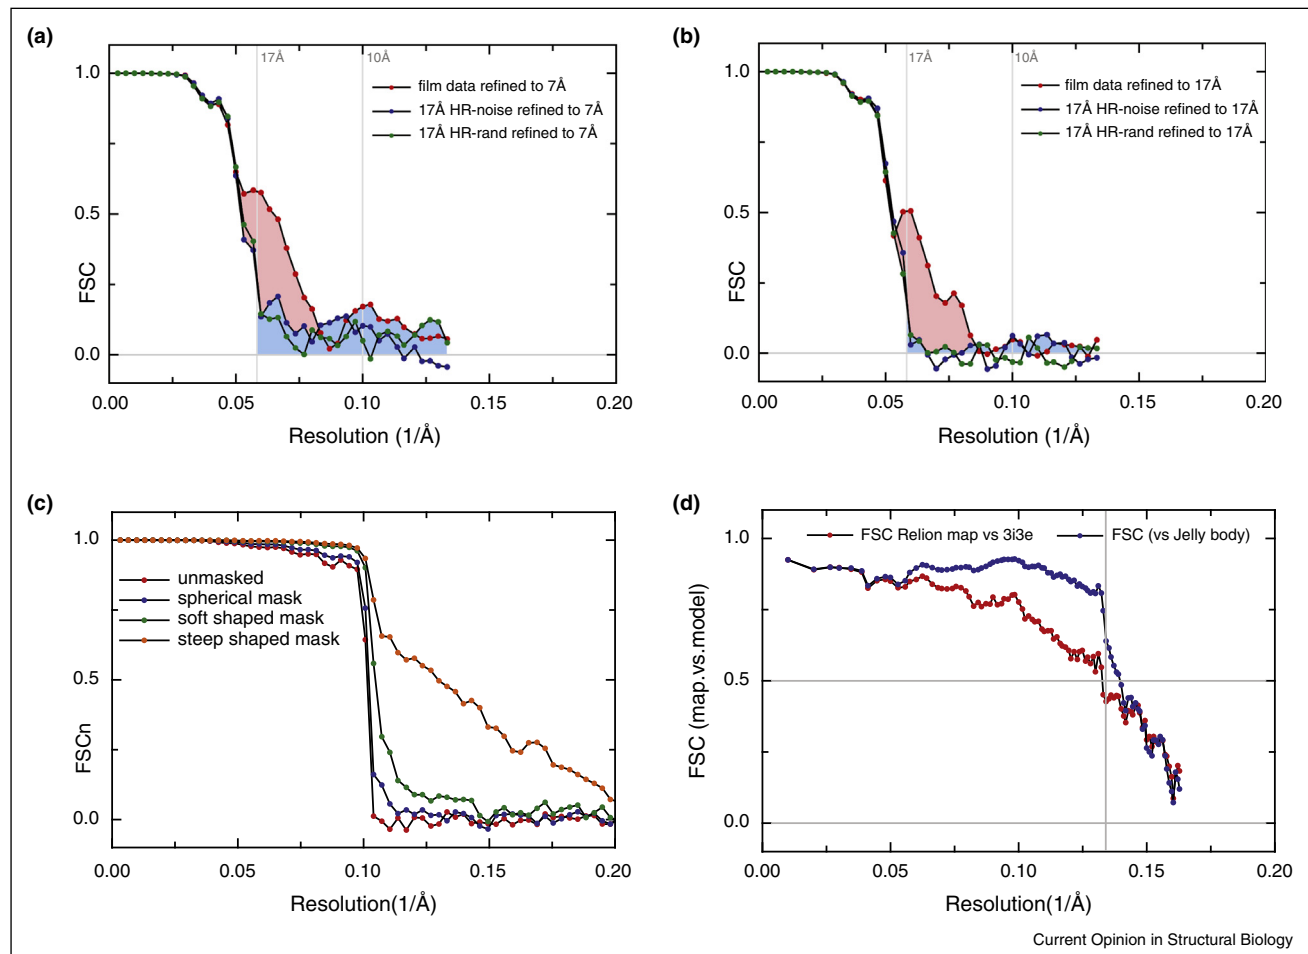 (a)
17Å
10Å
1.0
film data refined to 7Å
17Å HR-noise refined to 7Å
17Å HR-rand refined to 7Å
0.5
FSC
0.0
0.00 0.05 0.10 0.15 0.20
Resolution (1/Å)
(b)
17Å
10Å
1.0
film data refined to 17Å
17Å HR-noise refined to 17Å
17Å HR-rand refined to 17Å
0.5
FSC
0.0
0.00 0.05 0.10 0.15 0.20
Resolution (1/Å)
(c)
1.0
unmasked
spherical mask
soft shaped mask
steep shaped mask
0.5
FSCn
0.0
0.00 0.05 0.10 0.15 0.20
Resolution(1/Å)
(d)
1.0
FSC Relion map vs 3i3e
FSC (vs Jelly body)
FSC (map.vs.model)
0.5
0.0
0.00 0.05 0.10 0.15 0.20
Resolution(1/Å)
Current Opinion in Structural Biology